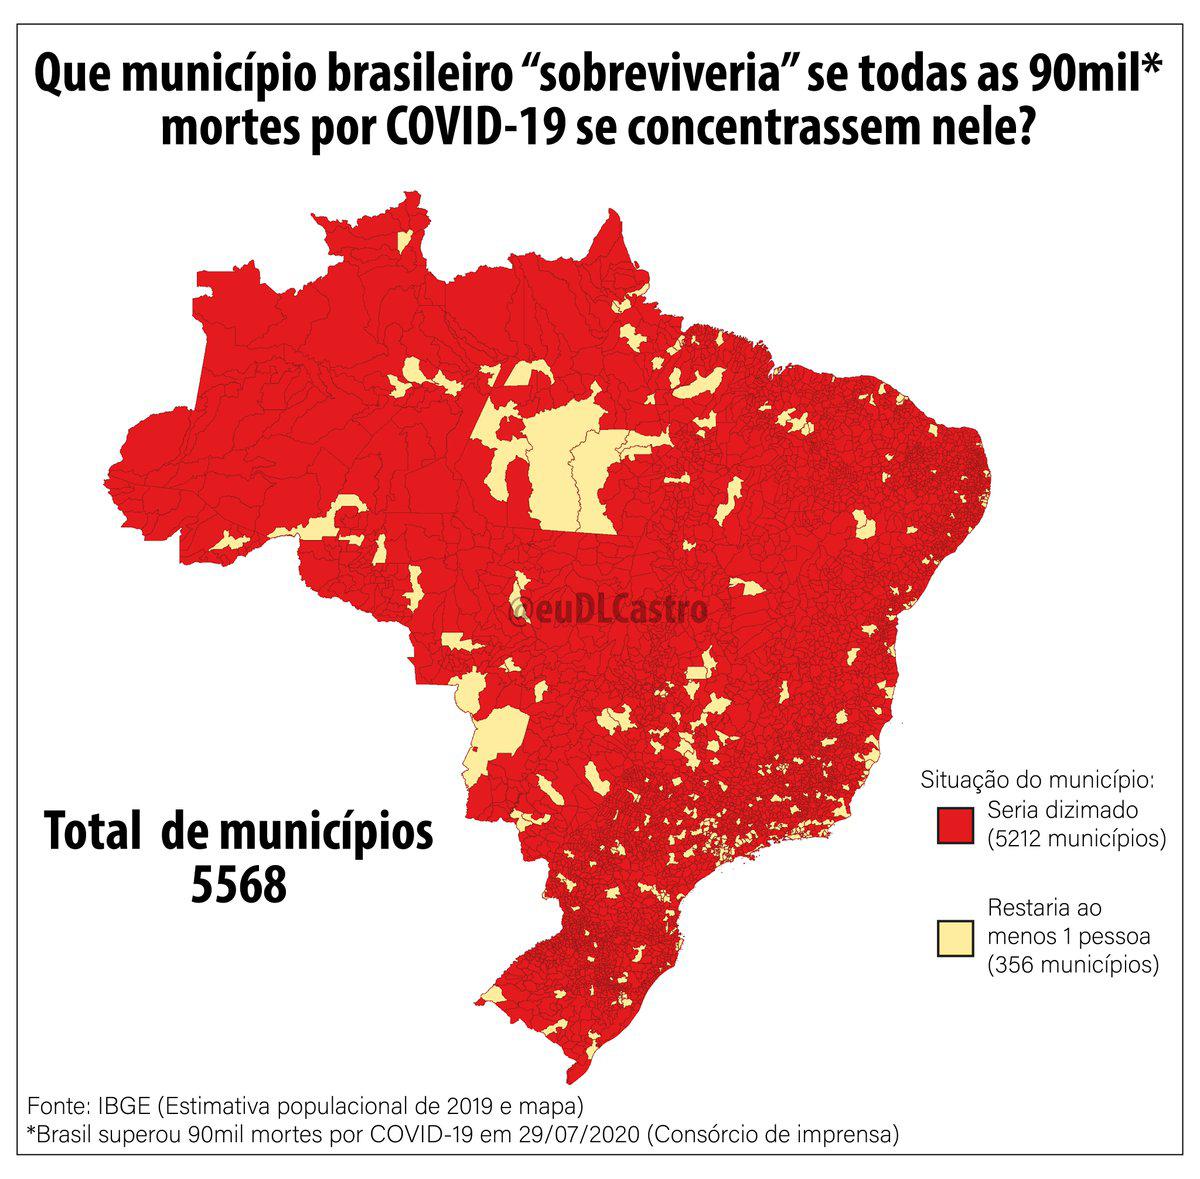 Que município brasileiro “sobreviveria” se todas as 90mil*
mortes por COVID-19 se concentrassem nele?
@euDLCastro
Situação do município:
Seria dizimado
(5212 municípios)
Total de municípios
5568
Restaria ao
menos 1 pessoa
(356 municípios)
Fonte: IBGE (Estimativa populacional de 2019 e mapa)
*Brasil superou 90mil mortes por COVID-19 em 29/07/2020 (Consórcio de imprensa)